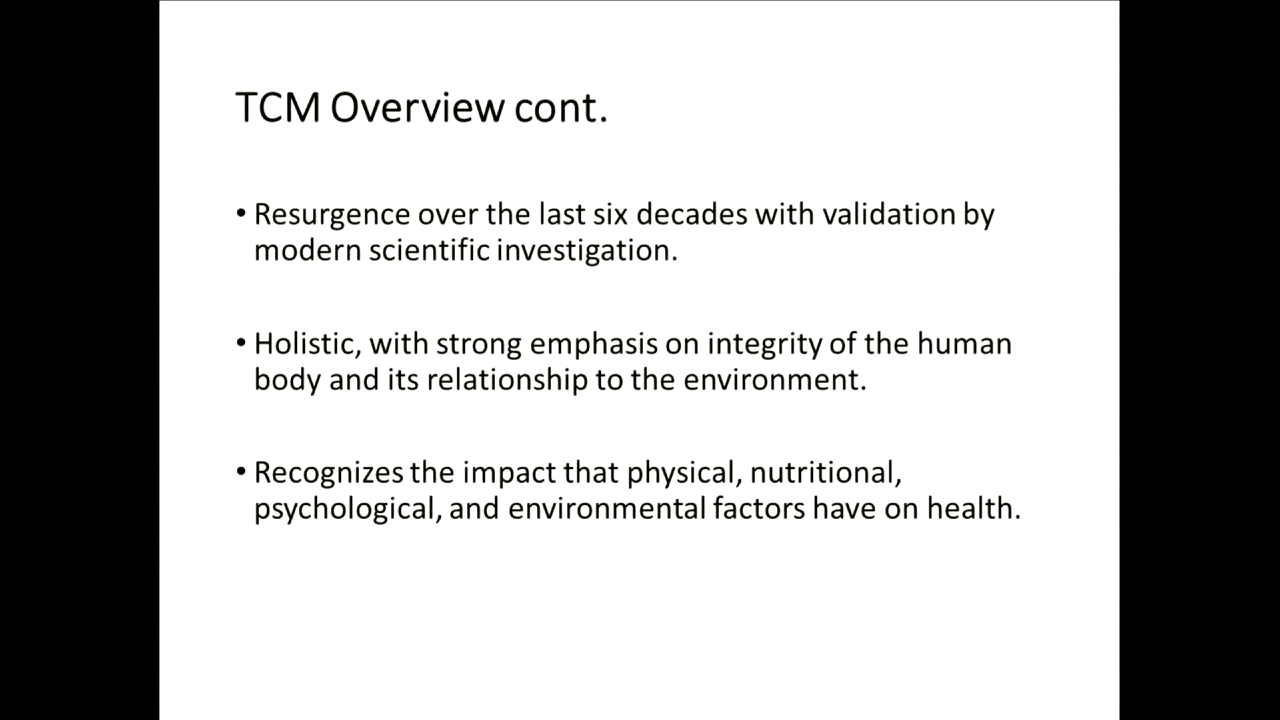 TCM Overview cont.
• Resurgence over the last six decades with validation by
modern scientific investigation.
• Holistic, with strong emphasis on integrity of the human
body and its relationship to the environment.
• Recognizes the impact that physical, nutritional,
psychological, and environmental factors have on health.